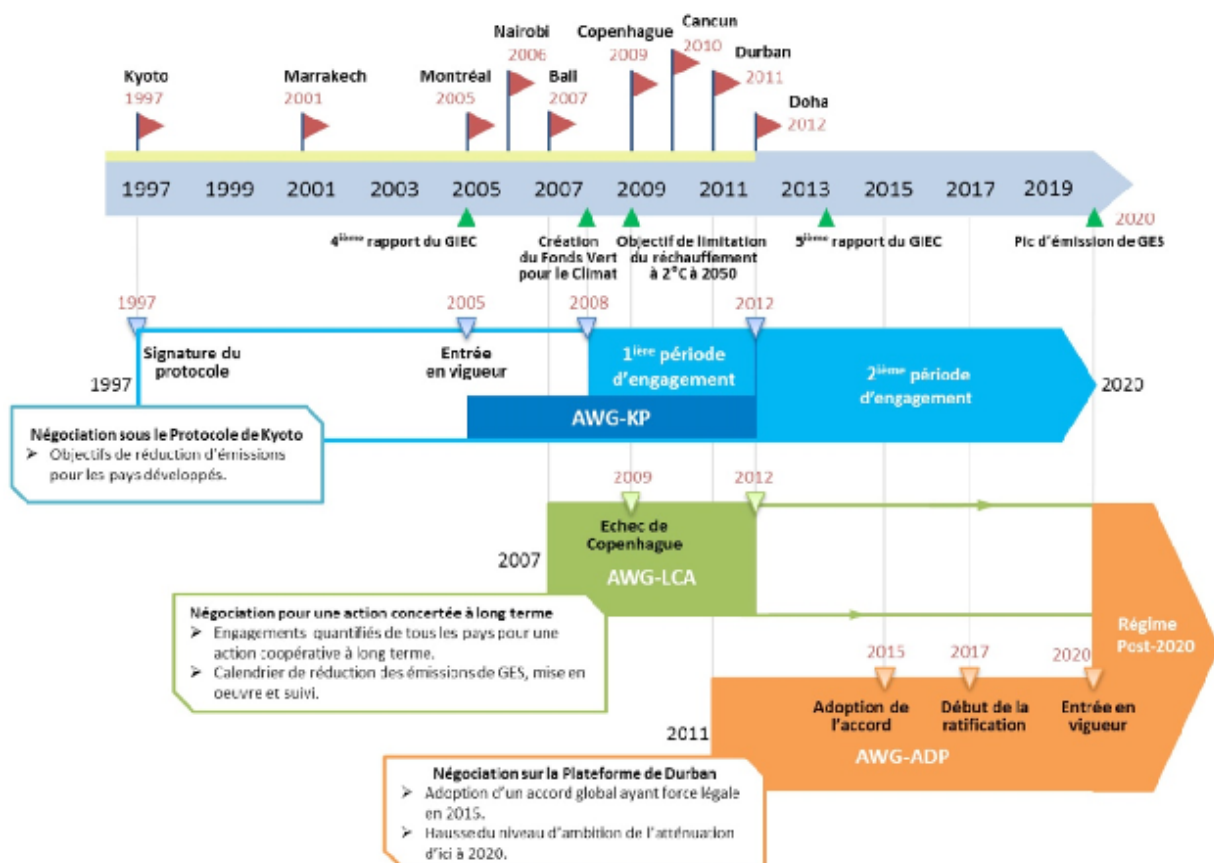 Kyoto
1997
Marrakech
2001
Montréal
2005
Nairobi
2006
Bali
2007
Copenhague
2009
Cancun
2010
Durban
2011
Doha
2012
1997 1999 2001 2003 2005 2007 2009 2011 2013 2015 2017 2019
2020
4ième rapport du GIEC
Création
du Fonds Vert
pour le Climat
Objectif de limitation
du réchauffement
à 2°C à 2050
5ième rapport du GIEC
Pic d'émission de GES
1997
2005
2008
2012
Signature du
protocole
Entrée
en vigueur
1ière période
d'engagement
2ième période
d'engagement
1997
2020
AWG-KP
Négociation sous le Protocole de Kyoto
➤ Objectifs de réduction d'émissions
pour les pays développés.
2009
2012
Echec de
Copenhague
2007
AWG-LCA
Négociation pour une action concertée à long terme
➤ Engagements quantifiés de tous les pays pour une
action coopérative à long terme.
➤ Calendrier de réduction des émissions de GES, mise en
oeuvre et suivi.
Régime
Post-2020
2015
2017
2020
Adoption de
l'accord
Début de la
ratification
Entrée en
vigueur
2011
AWG-ADP
Négociation sur la Plateforme de Durban
➤ Adoption d'un accord global ayant force légale
en 2015.
➤ Hausse du niveau d'ambition de l'atténuation
d'ici à 2020.